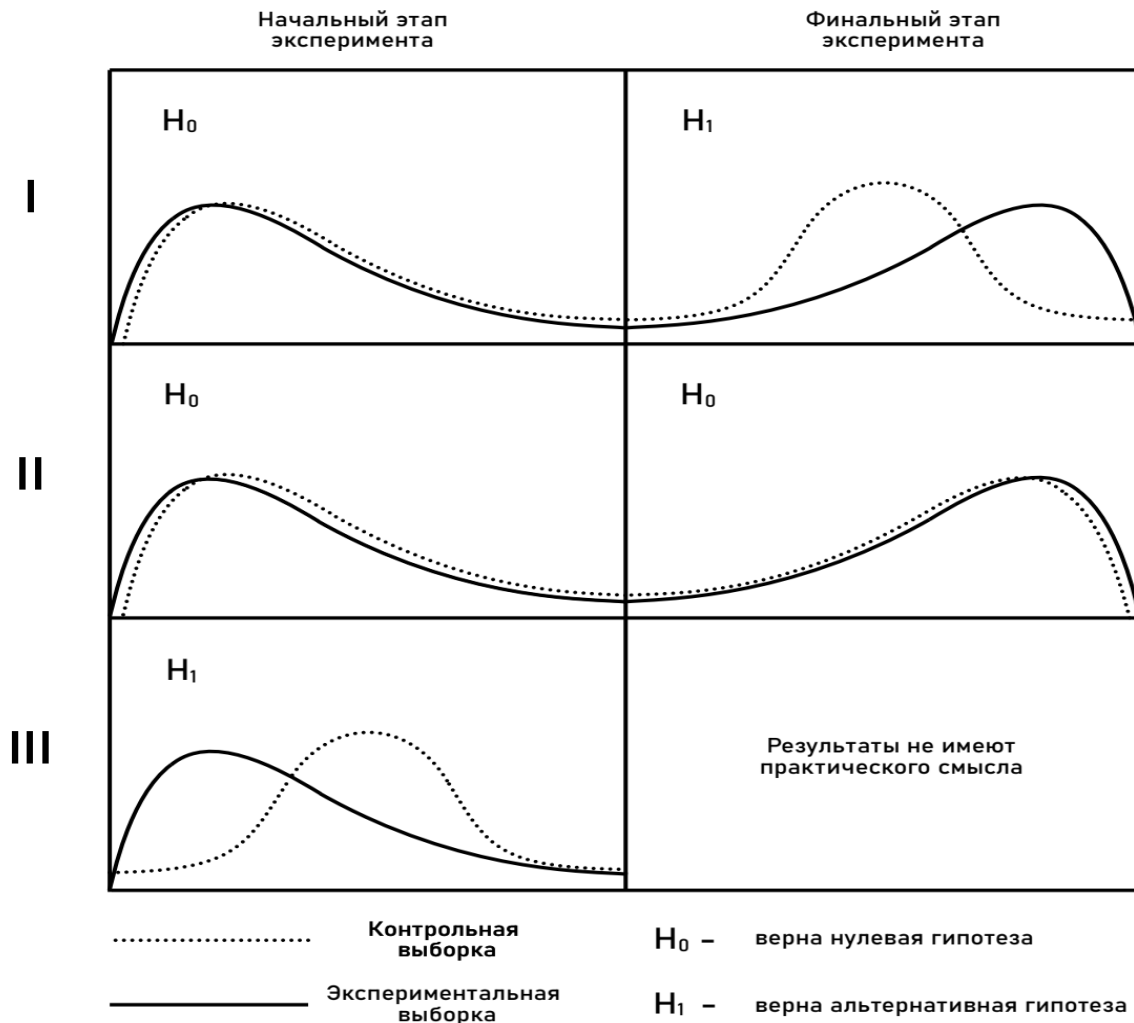 Начальный этап
эксперимента
Финальный этап
эксперимента
I
H₀
H₁
II
H₀
H₀
III
H₁
Результаты не имеют
практического смысла
Контрольная
выборка
H₀ – верна нулевая гипотеза
Экспериментальная
выборка
H₁ – верна альтернативная гипотеза